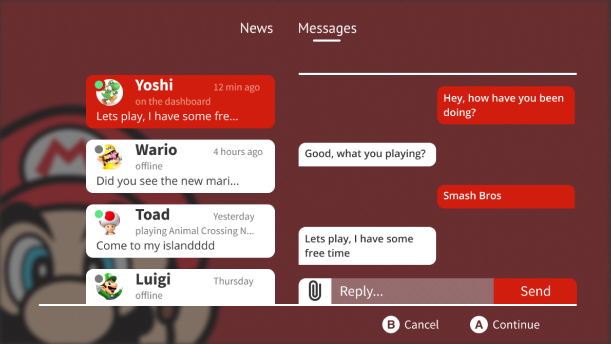 News
Messages
Yoshi
12 min ago
on the dashboard
Lets play, I have some fre...
Wario
4 hours ago
offline
Did you see the new mari...
Toad
Yesterday
playing Animal Crossing N...
Come to my islandddd
Luigi
Thursday
offline
Hey, how have you been
doing?
Good, what you playing?
Smash Bros
Lets play, I have some
free time
Reply...
Send
B Cancel
A Continue